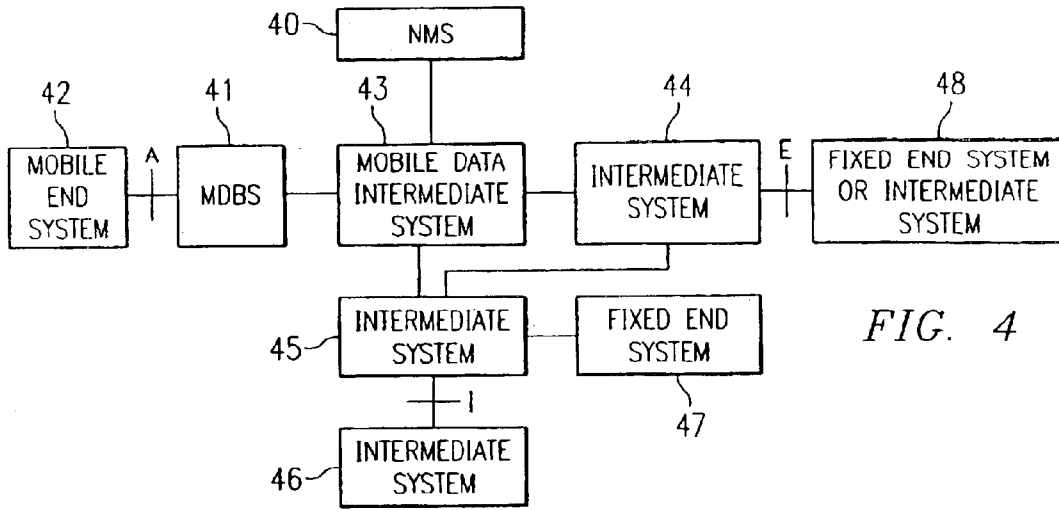 40
NMS
42
41
43
44
48
MOBILE
END
SYSTEM
A
MDBS
MOBILE DATA
INTERMEDIATE
SYSTEM
INTERMEDIATE
SYSTEM
E
FIXED END SYSTEM
OR INTERMEDIATE
SYSTEM
45
INTERMEDIATE
SYSTEM
FIXED END
SYSTEM
47
FIG. 4
I
46
INTERMEDIATE
SYSTEM